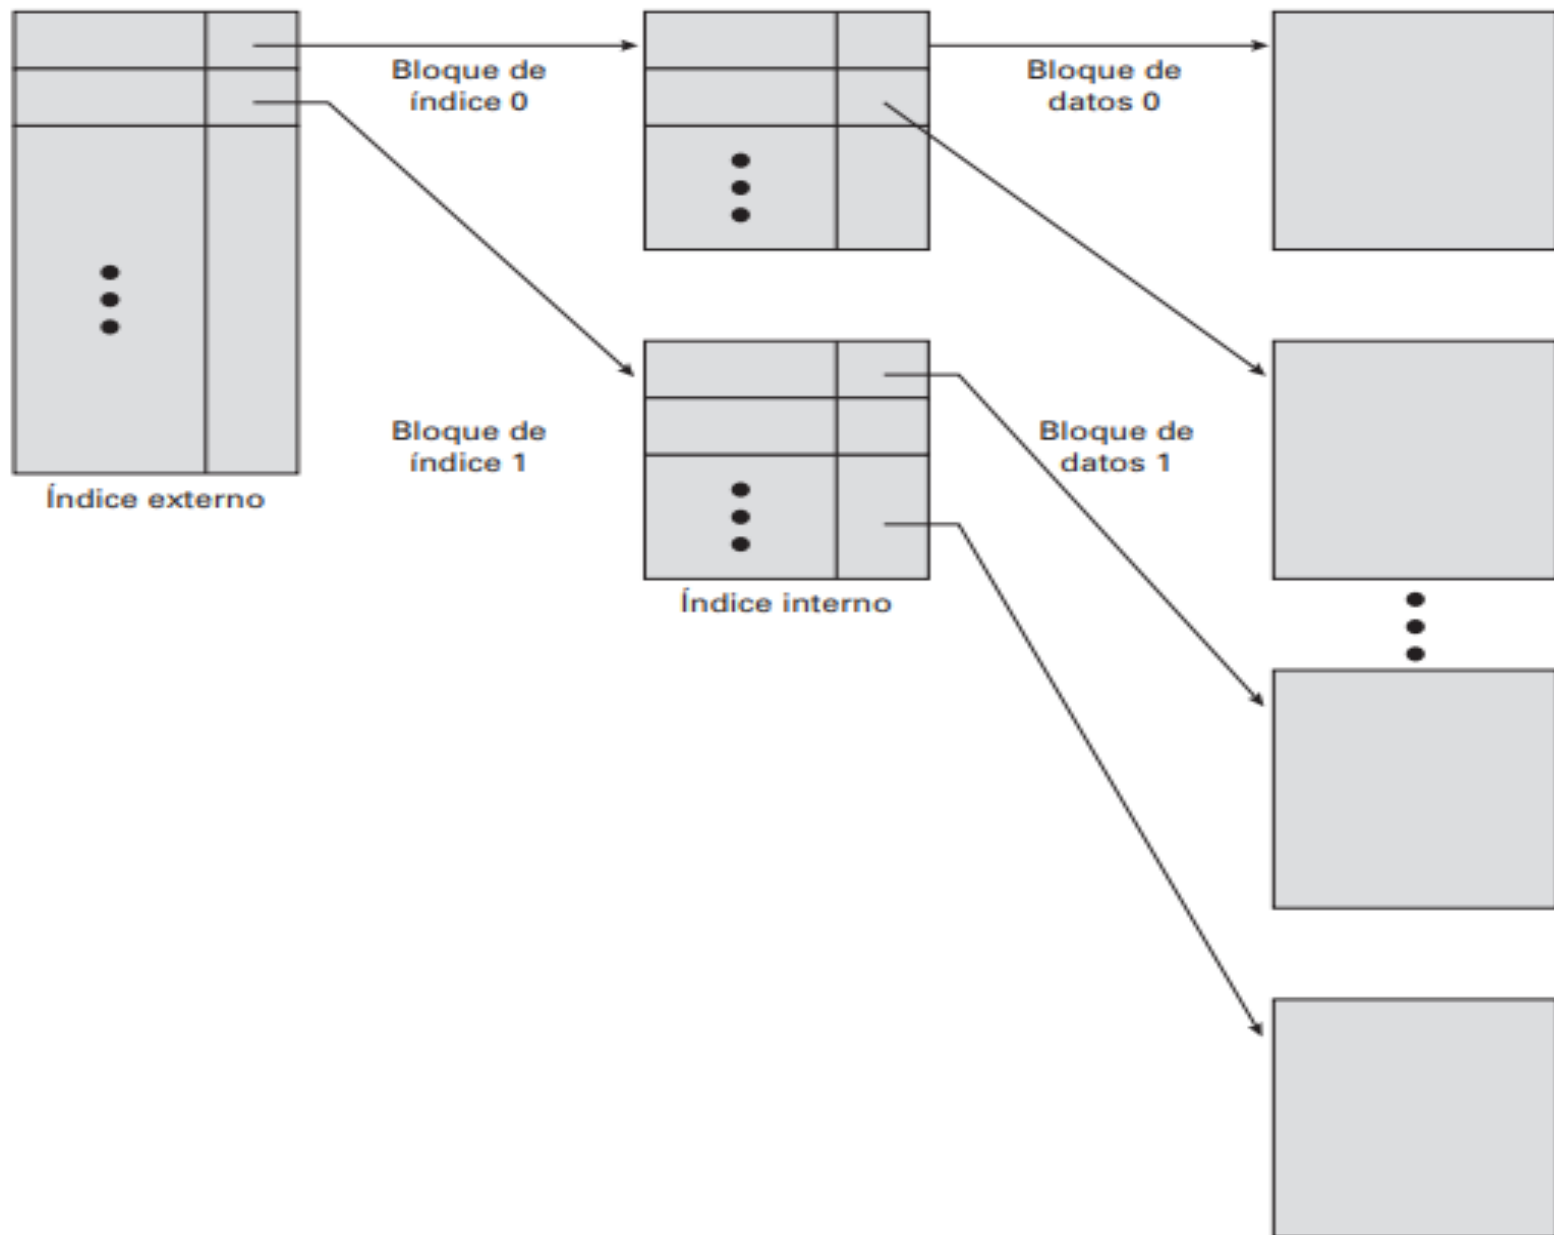 Bloque de
índice 0
Bloque de
datos 0
Bloque de
índice 1
Bloque de
datos 1
Índice externo
Índice interno